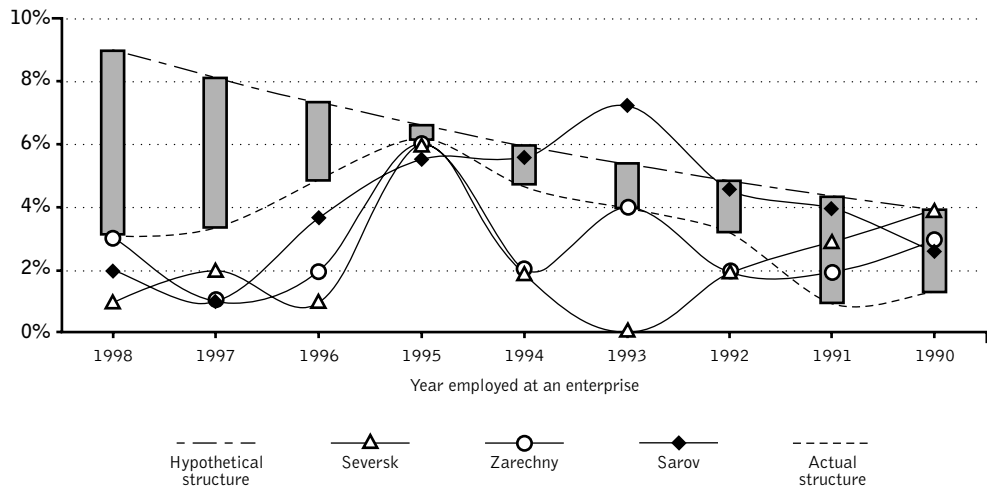 10%
8%
6%
4%
2%
0%
1998 1997 1996 1995 1994 1993 1992 1991 1990
Year employed at an enterprise
Hypothetical structure
Seversk
Zarechny
Sarov
Actual structure